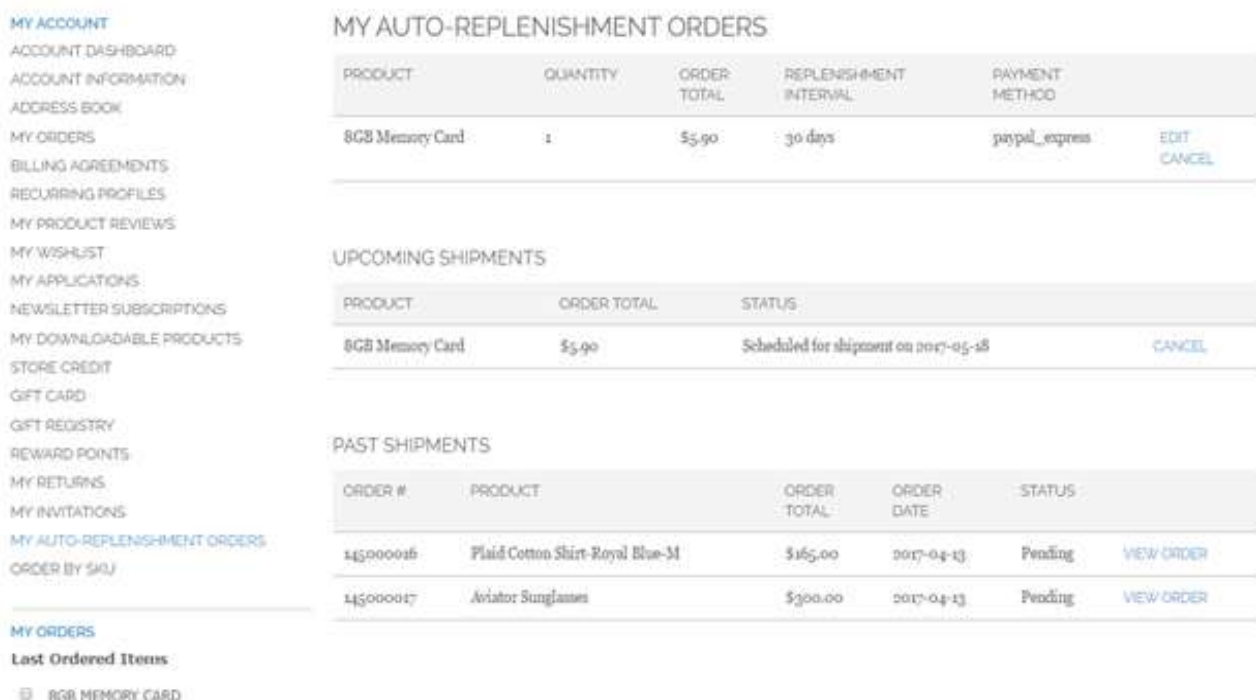 MY ACCOUNT
ACCOUNT DASHBOARD
ACCOUNT INFORMATION
ADDRESS BOOK
MY ORDERS
BILLING AGREEMENTS
RECURRING PROFILES
MY PRODUCT REVIEWS
MY WISHLIST
MY APPLICATIONS
NEWSLETTER SUBSCRIPTIONS
MY DOWNLOADABLE PRODUCTS
STORE CREDIT
GIFT CARD
GIFT REGISTRY
REWARD POINTS
MY RETURNS
MY INVITATIONS
MY AUTO-REPLENISHMENT ORDERS
ORDER BY SKU
MY ORDERS
Last Ordered Items
8GB MEMORY CARD
MY AUTO-REPLENISHMENT ORDERS
PRODUCT QUANTITY ORDER TOTAL REPLENISHMENT INTERVAL PAYMENT METHOD
8GB Memory Card 1 $5.90 30 days paypal_express EDIT
CANCEL
UPCOMING SHIPMENTS
PRODUCT ORDER TOTAL STATUS
8GB Memory Card $5.90 Scheduled for shipment on 2017-05-18 CANCEL
PAST SHIPMENTS
ORDER # PRODUCT ORDER TOTAL ORDER DATE STATUS
145000016 Plaid Cotton Shirt-Royal Blue-M $165.00 2017-04-13 Pending VIEW ORDER
145000017 Aviator Sunglasses $300.00 2017-04-13 Pending VIEW ORDER